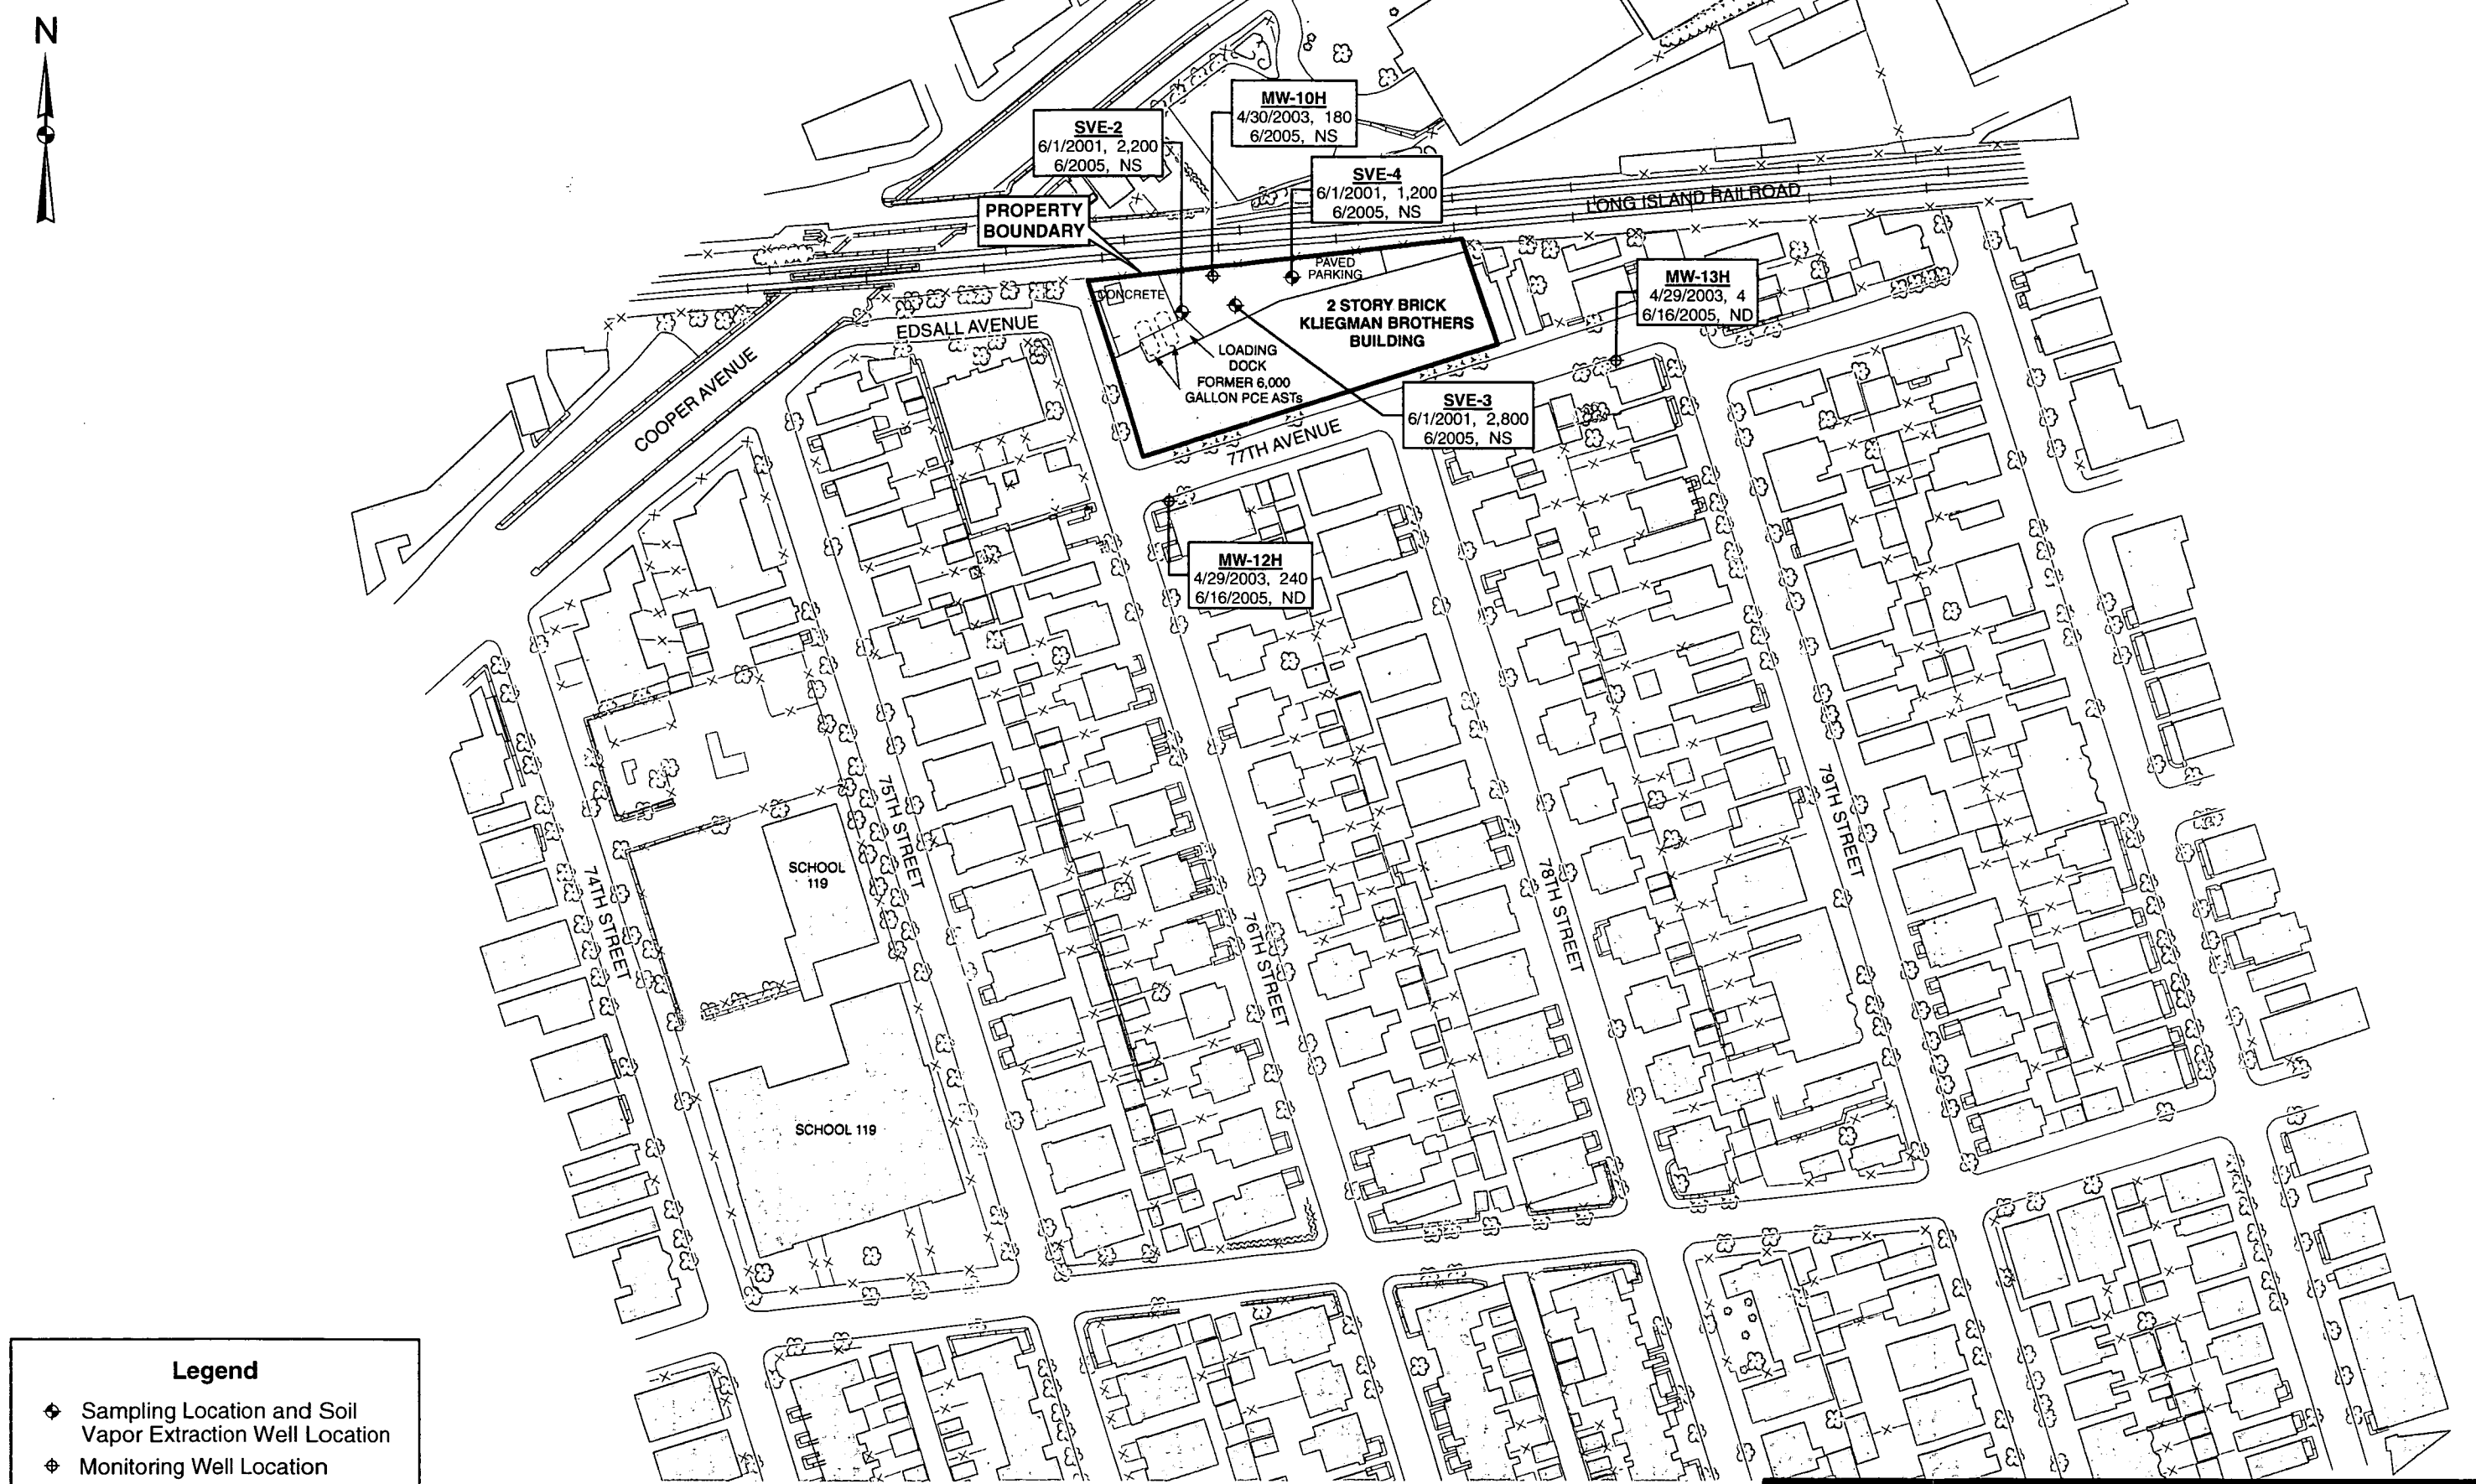 N
MW-10H
4/30/2003, 180
6/2005, NS
SVE-2
6/1/2001, 2,200
6/2005, NS
SVE-4
6/1/2001, 1,200
6/2005, NS
LONG ISLAND RAILROAD
PROPERTY
BOUNDARY
PAVED
PARKING
CONCRETE
MW-13H
4/29/2003, 4
6/16/2005, ND
2 STORY BRICK
KLIEGMAN BROTHERS
BUILDING
EDSALL AVENUE
LOADING
DOCK
FORMER 6,000
GALLON PCE ASTs
COOPER AVENUE
SVE-3
6/1/2001, 2,800
6/2005, NS
77TH AVENUE
MW-12H
4/29/2003, 240
6/16/2005, ND
75TH STREET
79TH STREET
SCHOOL
119
74TH STREET
78TH STREET
76TH STREET
SCHOOL 119
Legend
Sampling Location and Soil
Vapor Extraction Well Location
Monitoring Well Location